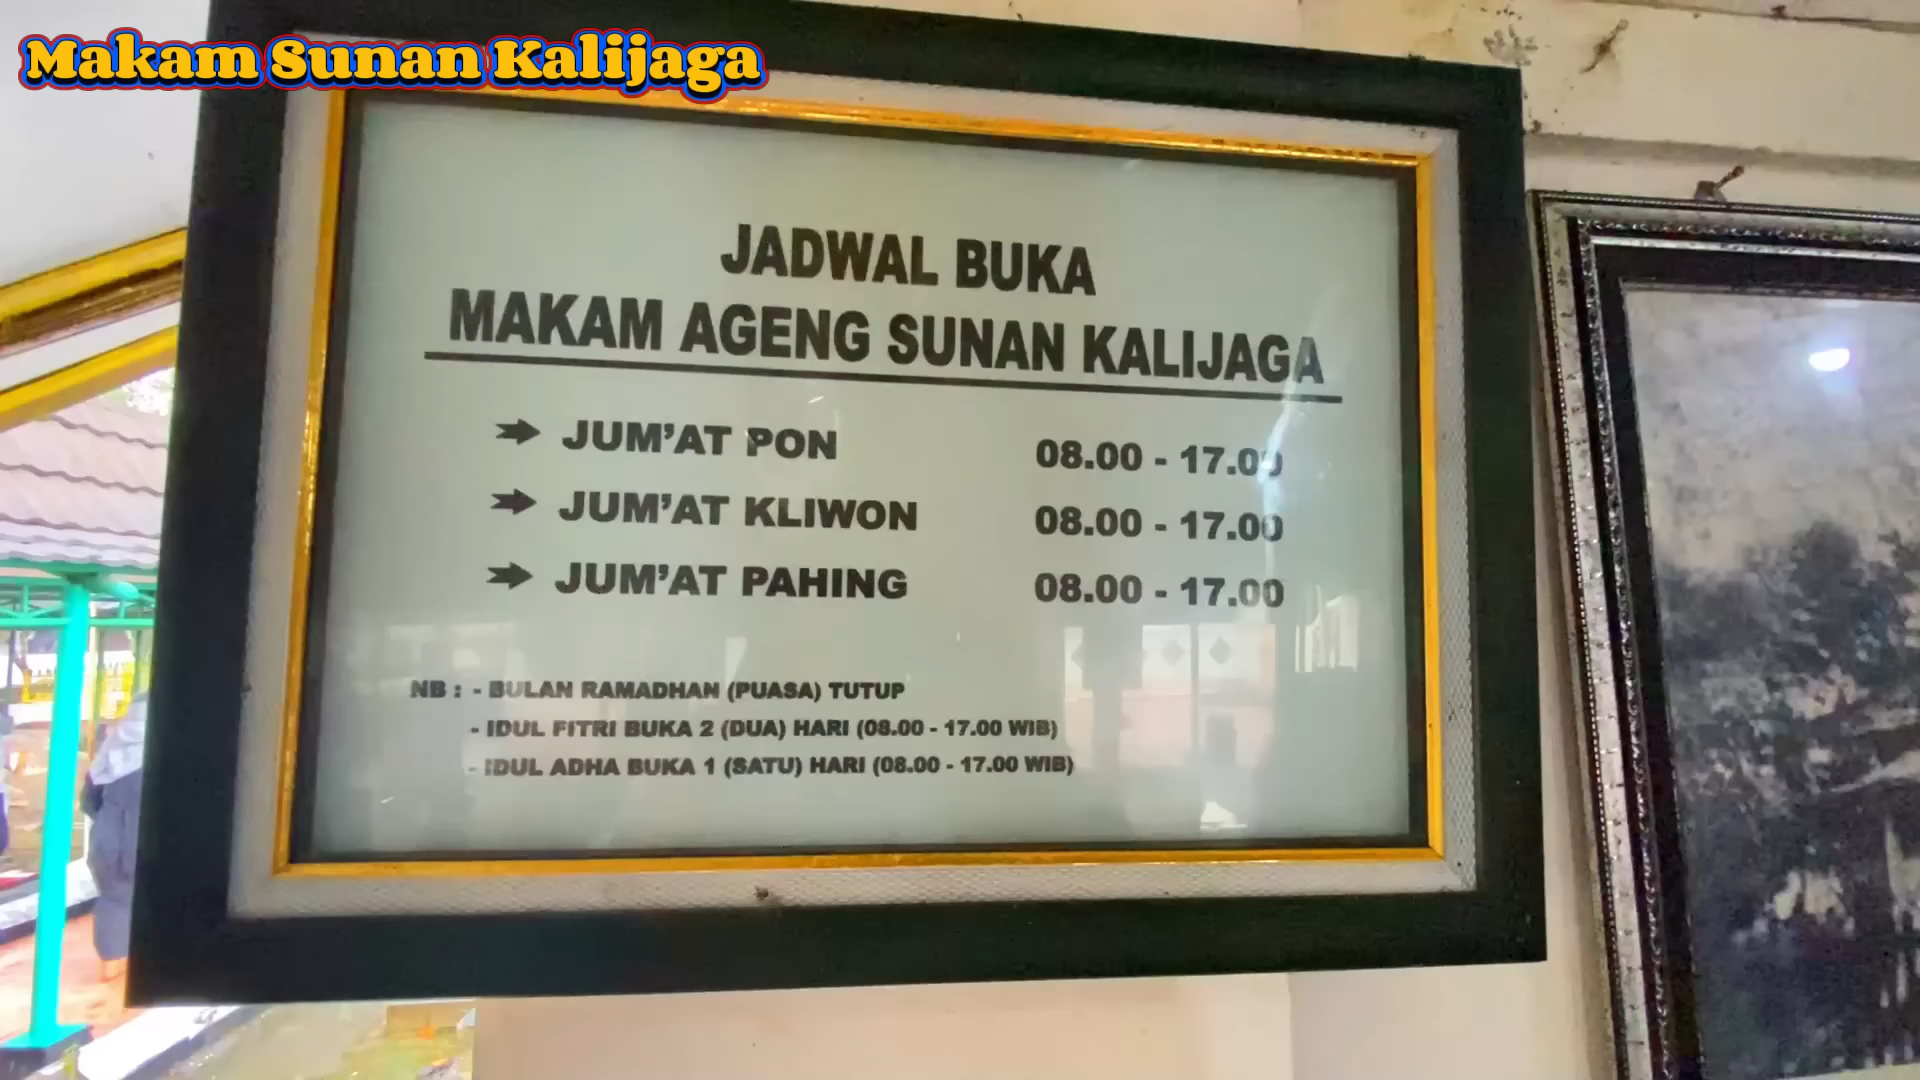 Makam Sunan Kalijaga
JADWAL BUKA
MAKAM AGENG SUNAN KALIJAGA
JUM'AT PON 08.00 - 17.00
JUM'AT KLIWON 08.00 - 17.00
JUM'AT PAHING 08.00 - 17.00
NB : - BULAN RAMADHAN (PUASA) TUTUP
- IDUL FITRI BUKA 2 (DUA) HARI (08.00 - 17.00 WIB)
- IDUL ADHA BUKA 1 (SATU) HARI (08.00 - 17.00 WIB)